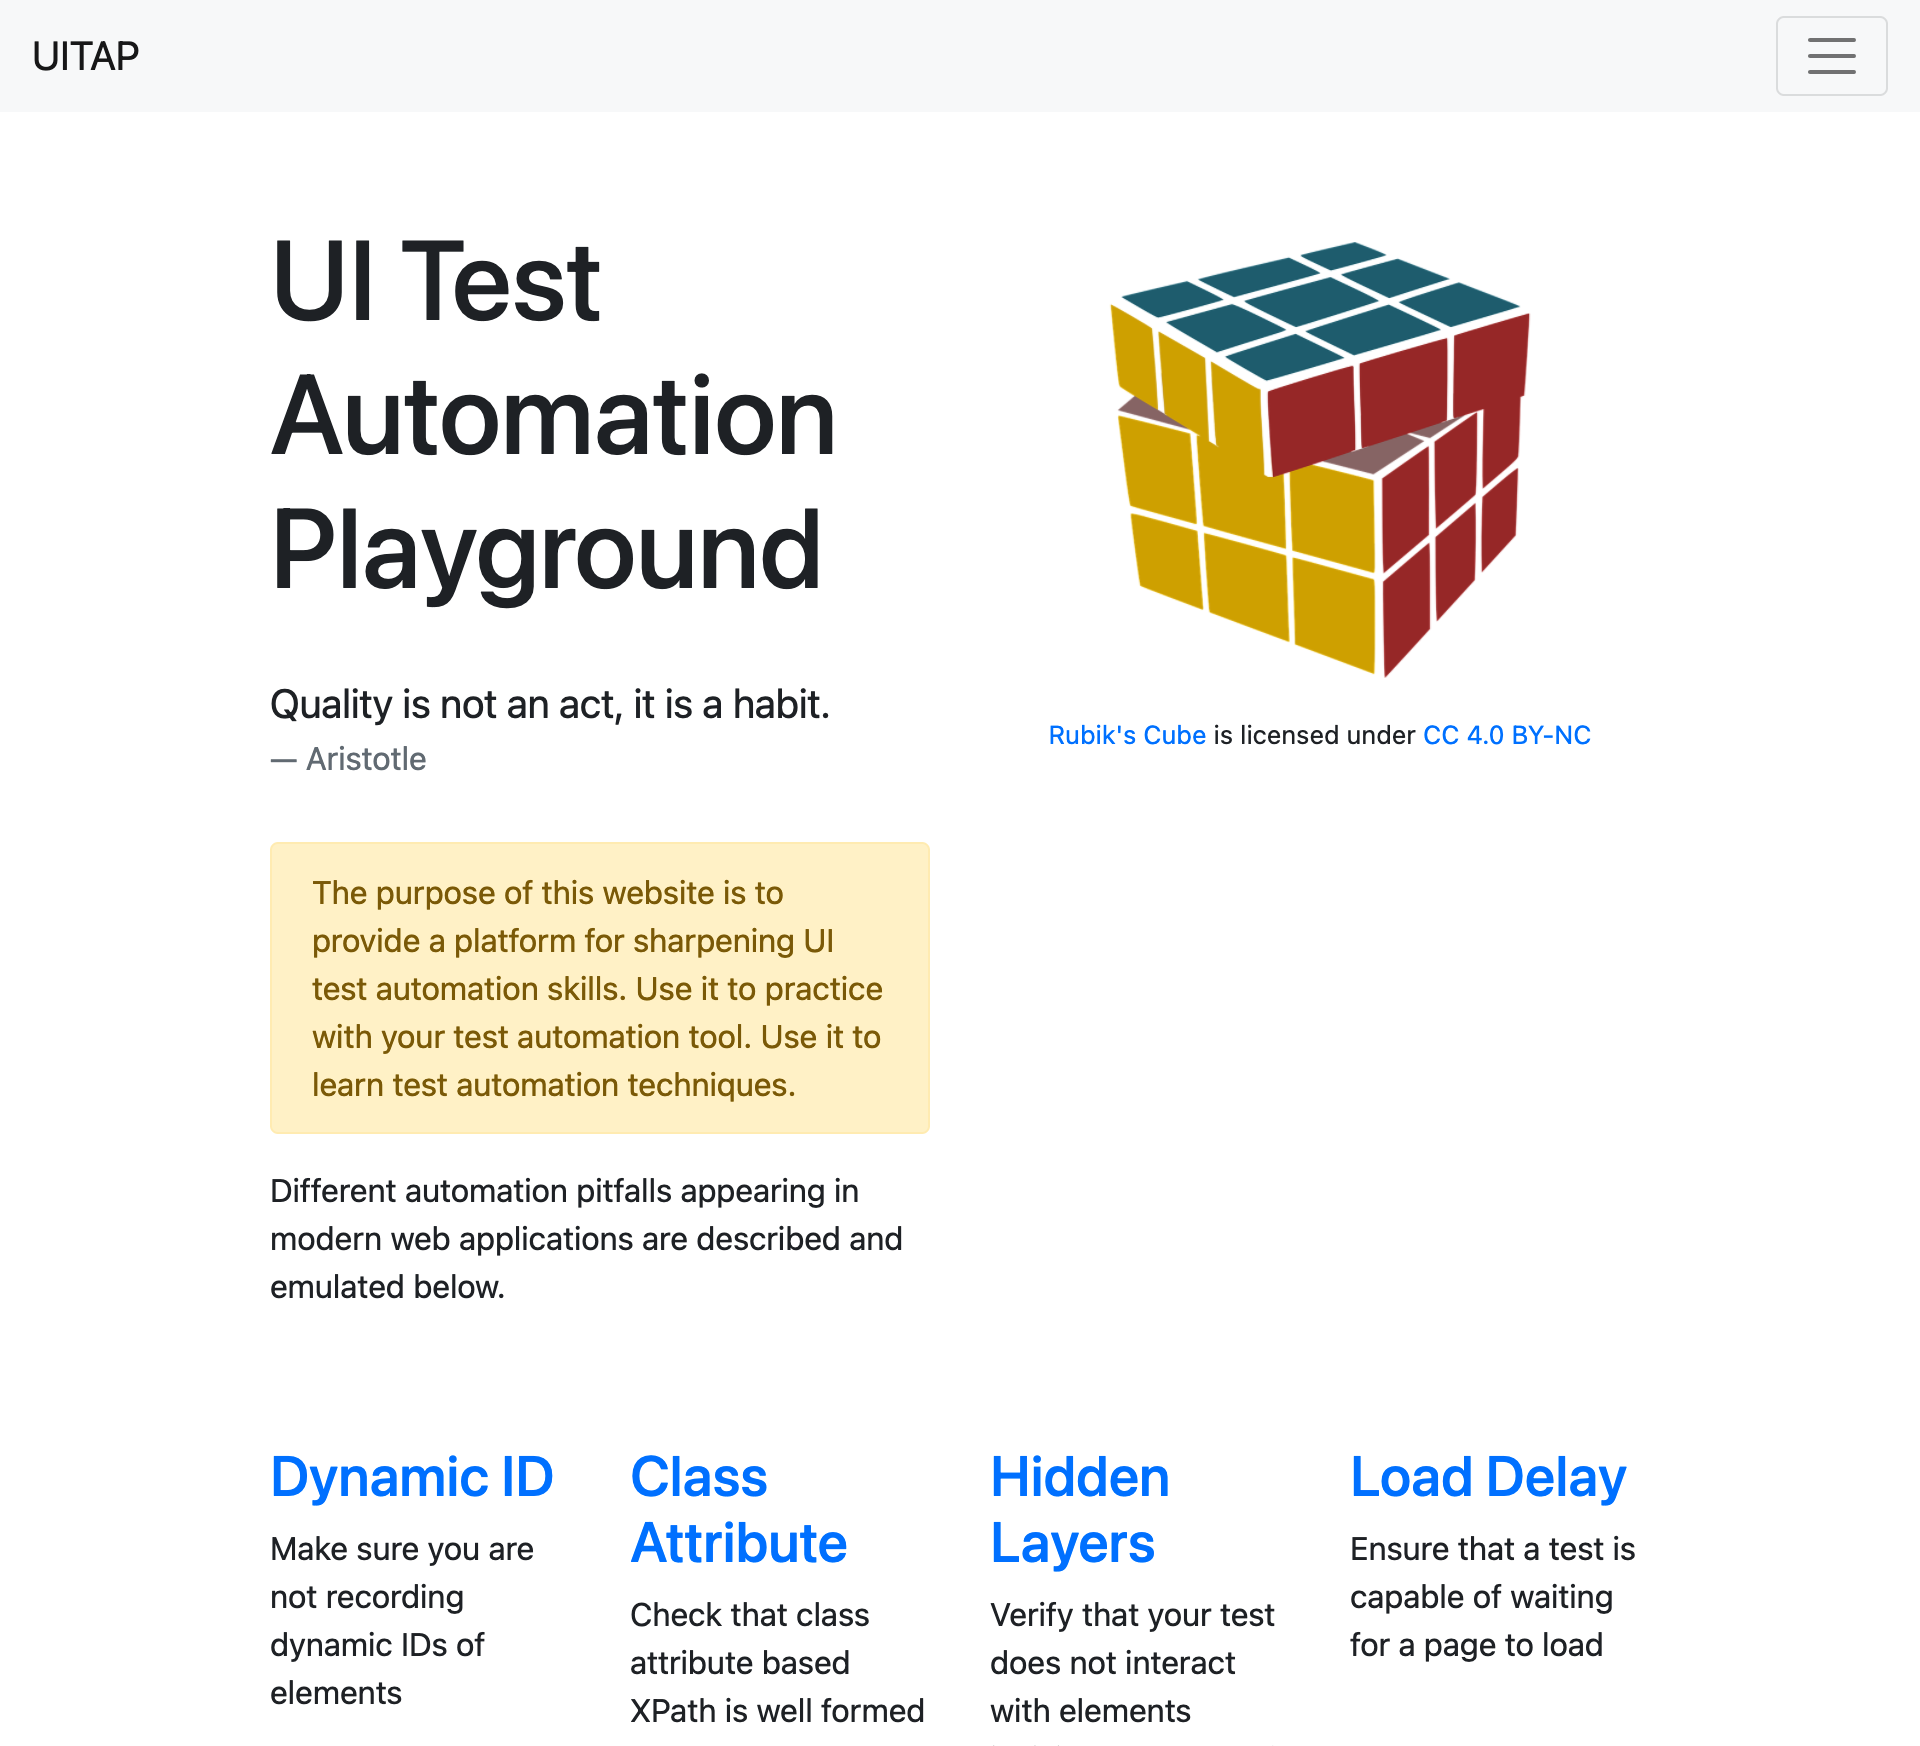 UITAP
UI Test
Automation
Playground
Quality is not an act, it is a habit.
— Aristotle
Rubik's Cube is licensed under CC 4.0 BY-NC
The purpose of this website is to
provide a platform for sharpening UI
test automation skills. Use it to practice
with your test automation tool. Use it to
learn test automation techniques.
Different automation pitfalls appearing in
modern web applications are described and
emulated below.
Dynamic ID
Make sure you are
not recording
dynamic IDs of
elements
Class
Attribute
Check that class
attribute based
XPath is well formed
Hidden
Layers
Verify that your test
does not interact
with elements
Load Delay
Ensure that a test is
capable of waiting
for a page to load